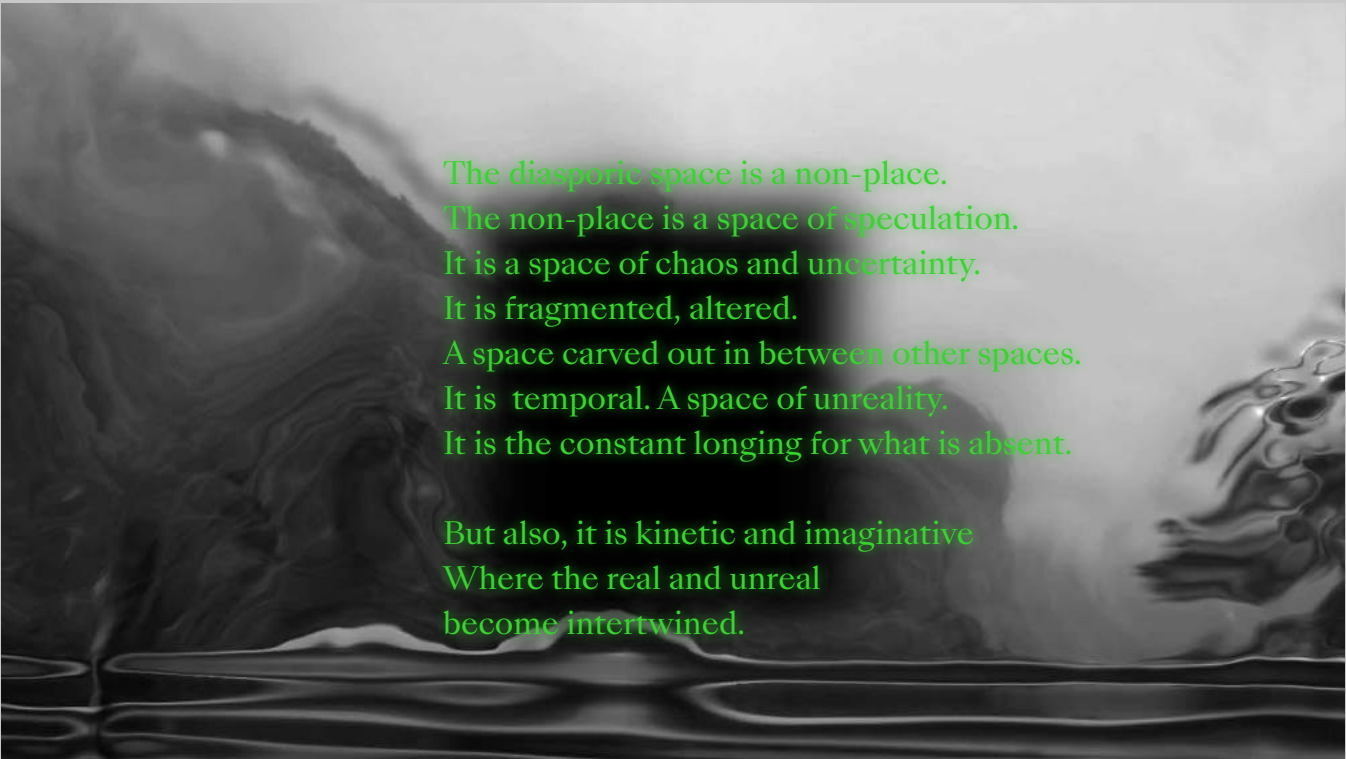 The diasporic space is a non-place.
The non-place is a space of speculation.
It is a space of chaos and uncertainty.
It is fragmented, altered.
A space carved out in between other spaces.
It is  temporal. A space of unreality.
It is the constant longing for what is absent.
But also, it is kinetic and imaginative
Where the real and unreal
become intertwined.